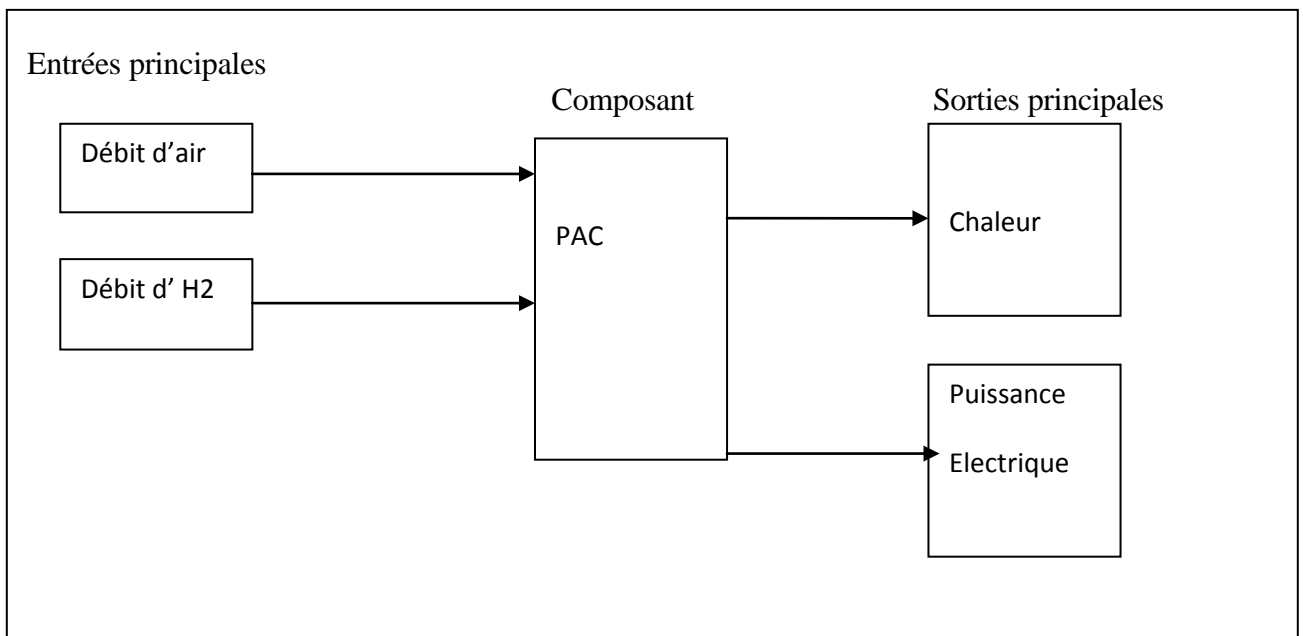 Entrées principales
Composant
Sorties principales
Débit d’air
Débit d’ H2
PAC
Chaleur
Puissance
Electrique